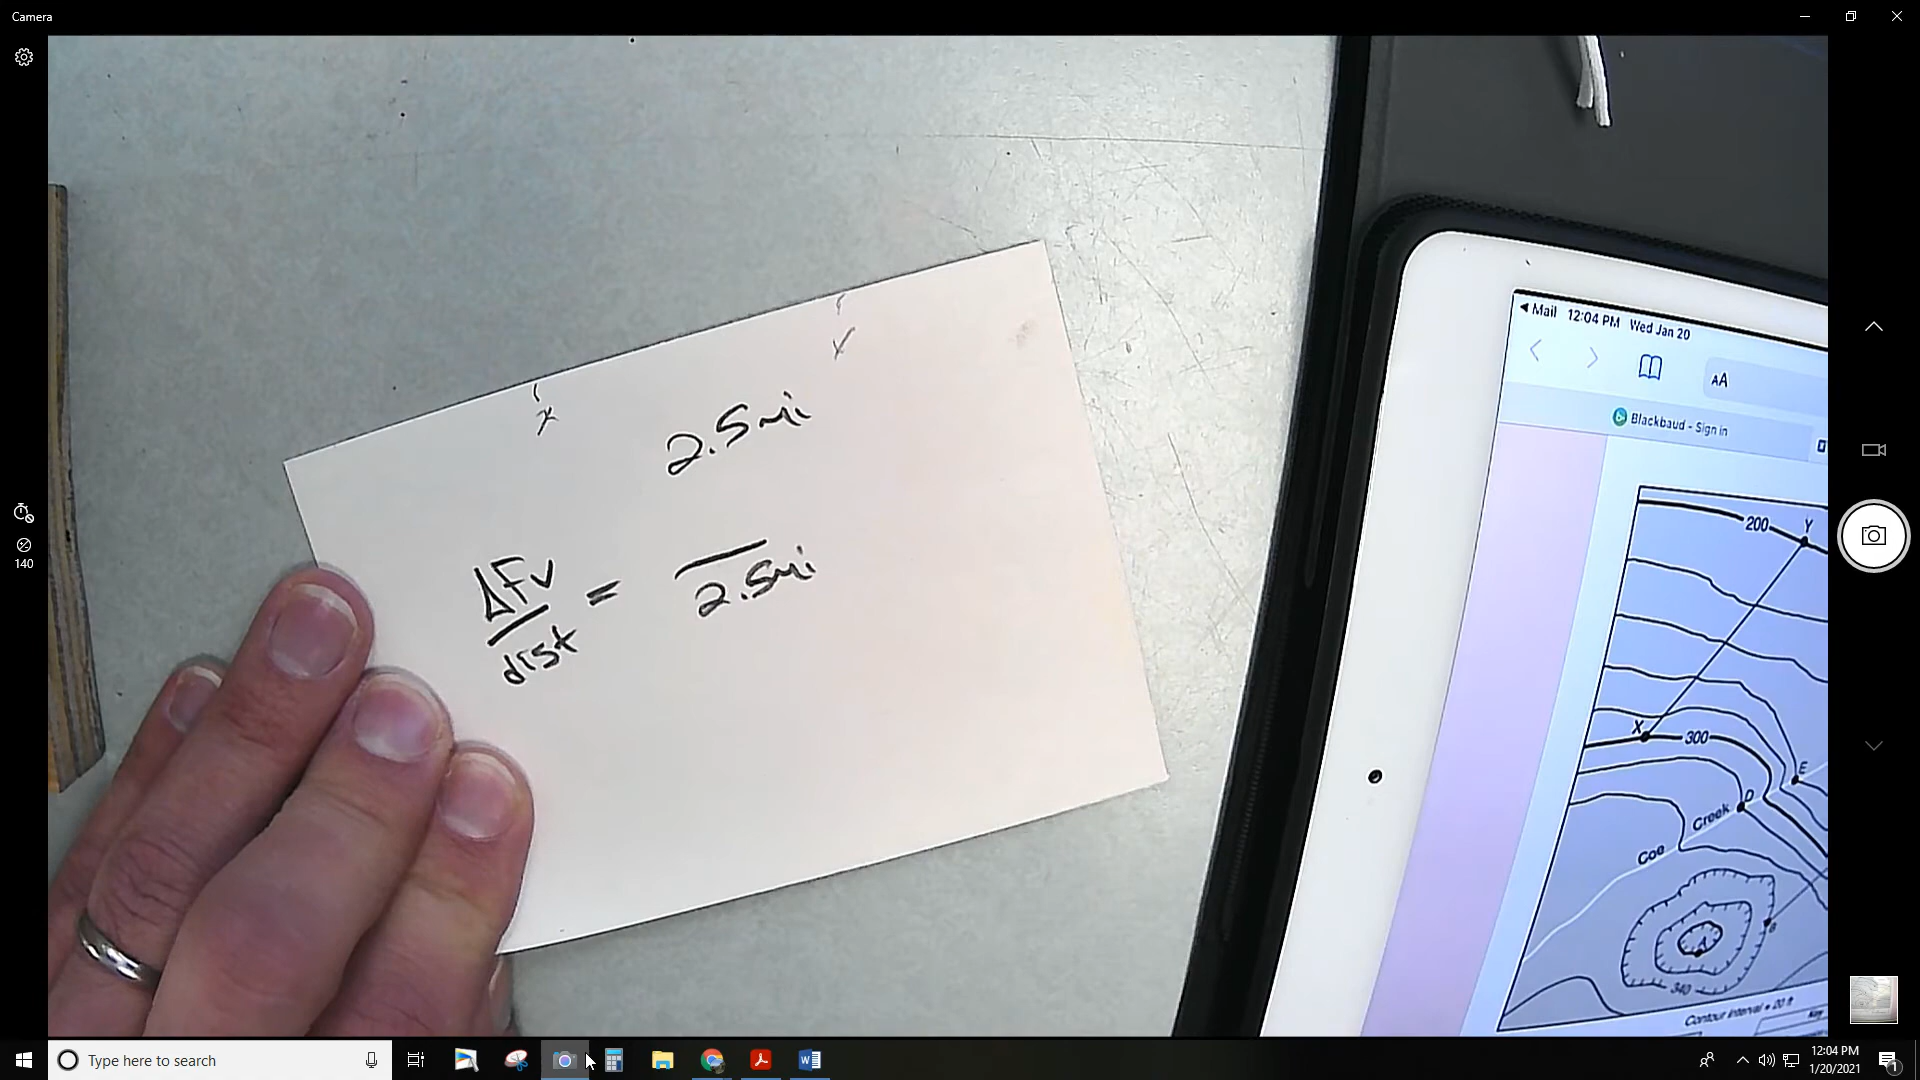 Camera
140
x
x
2.5mi
ΔFv
dist
=
2.5mi
Mail 12:04 PM Wed Jan 20
AA
Blackbaud - Sign in
200
Y
X
300
E
D
Coe Creek
B
A
340
Contour interval = 20 ft
Key
Type here to search
12:04 PM
1/20/2021
1